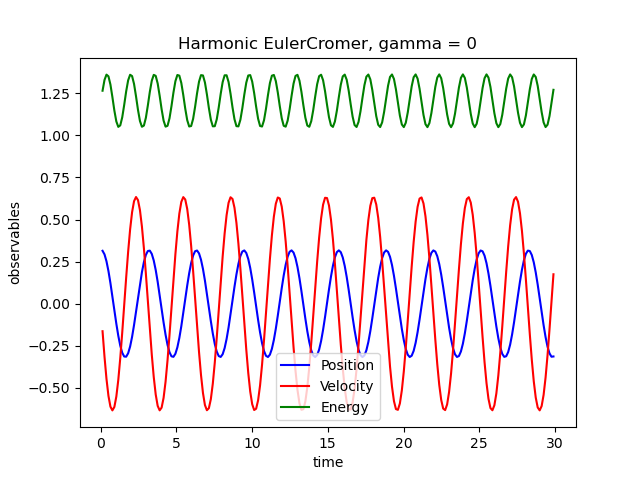 Harmonic EulerCromer, gamma = 0
observables
1.25
1.00
0.75
0.50
0.25
0.00
−0.25
−0.50
Position
Velocity
Energy
0 5 10 15 20 25 30
time